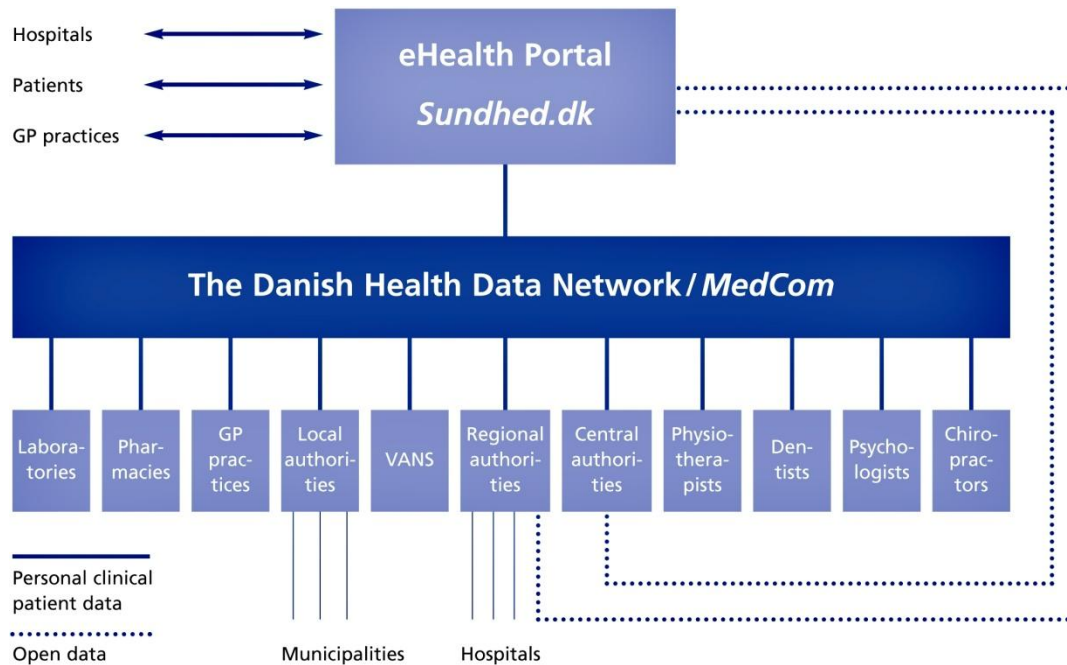 Hospitals
Patients
GP practices
eHealth Portal
Sundhed.dk
The Danish Health Data Network/MedCom
Labora-
tories
Phar-
macies
GP
prac-
tices
Local
authori-
ties
VANS
Regional
authori-
ties
Central
authori-
ties
Physio-
thera-
pists
Den-
tists
Psycho-
logists
Chiro-
prac-
tors
Personal clinical
patient data
Open data
Municipalities
Hospitals